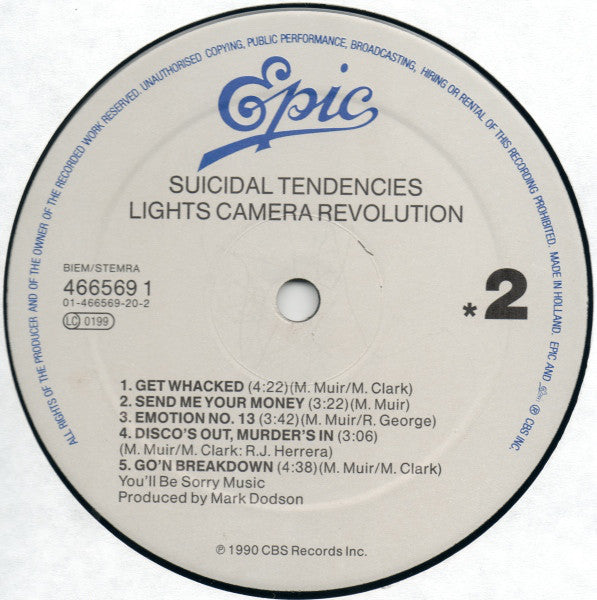 ALL RIGHTS OF THE PRODUCER AND OF THE OWNER OF THE RECORDED WORK RESERVED. UNAUTHORISED COPYING, PUBLIC PERFORMANCE, BROADCASTING, HIRING OR RENTAL OF THIS RECORDING PROHIBITED. MADE IN HOLLAND. EPIC AND ℗ CBS INC.
Epic
SUICIDAL TENDENCIES
LIGHTS CAMERA REVOLUTION
BIEM/STEMRA
466569 1
01-466569-20-2
LC 0199
*2
1. GET WHACKED (4:22)(M. Muir/M. Clark)
2. SEND ME YOUR MONEY (3:22)(M. Muir)
3. EMOTION NO. 13 (3:42)(M. Muir/R. George)
4. DISCO'S OUT, MURDER'S IN (3:06)
(M. Muir/M. Clark: R.J. Herrera)
5. GO'N BREAKDOWN (4:38)(M. Muir/M. Clark)
You'll Be Sorry Music
Produced by Mark Dodson
℗ 1990 CBS Records Inc.